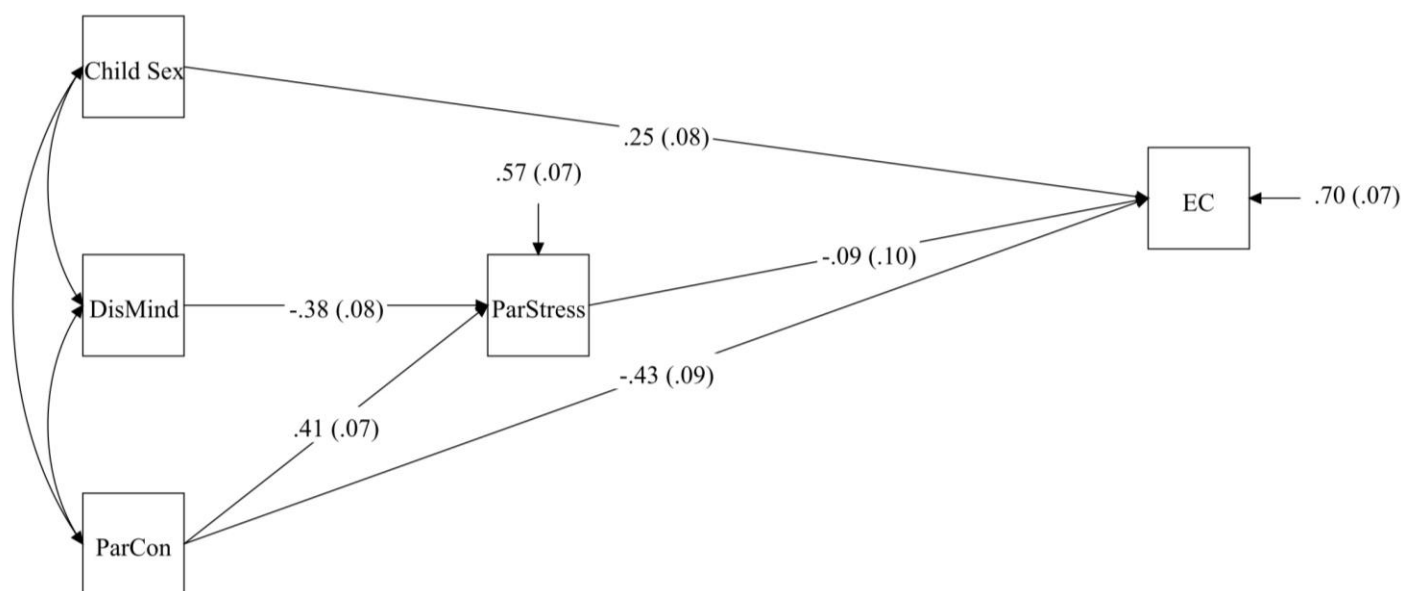 Child Sex
.25 (.08)
.57 (.07)
EC
.70 (.07)
-.09 (.10)
DisMind
-.38 (.08)
ParStress
-.43 (.09)
.41 (.07)
ParCon